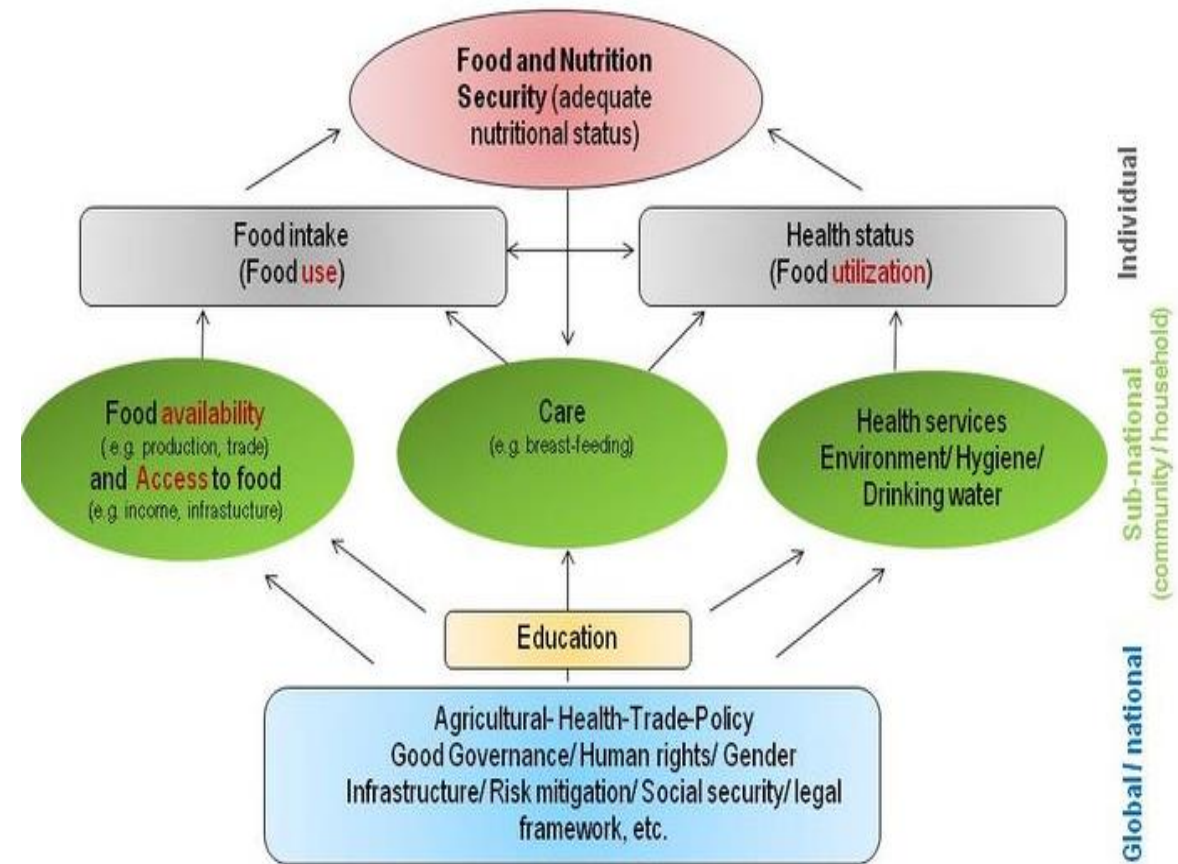 Food and Nutrition
Security (adequate
nutritional status)
Food intake
(Food use)
Health status
(Food utilization)
Individual
Food availability
(e.g. production, trade)
and Access to food
(e.g. income, infrastucture)
Care
(e.g. breast-feeding)
Health services
Environment/ Hygiene/
Drinking water
Sub-national
(community / household)
Education
Agricultural- Health-Trade-Policy
Good Governance/ Human rights/ Gender
Infrastructure/ Risk mitigation/ Social security/ legal
framework, etc.
Global / national